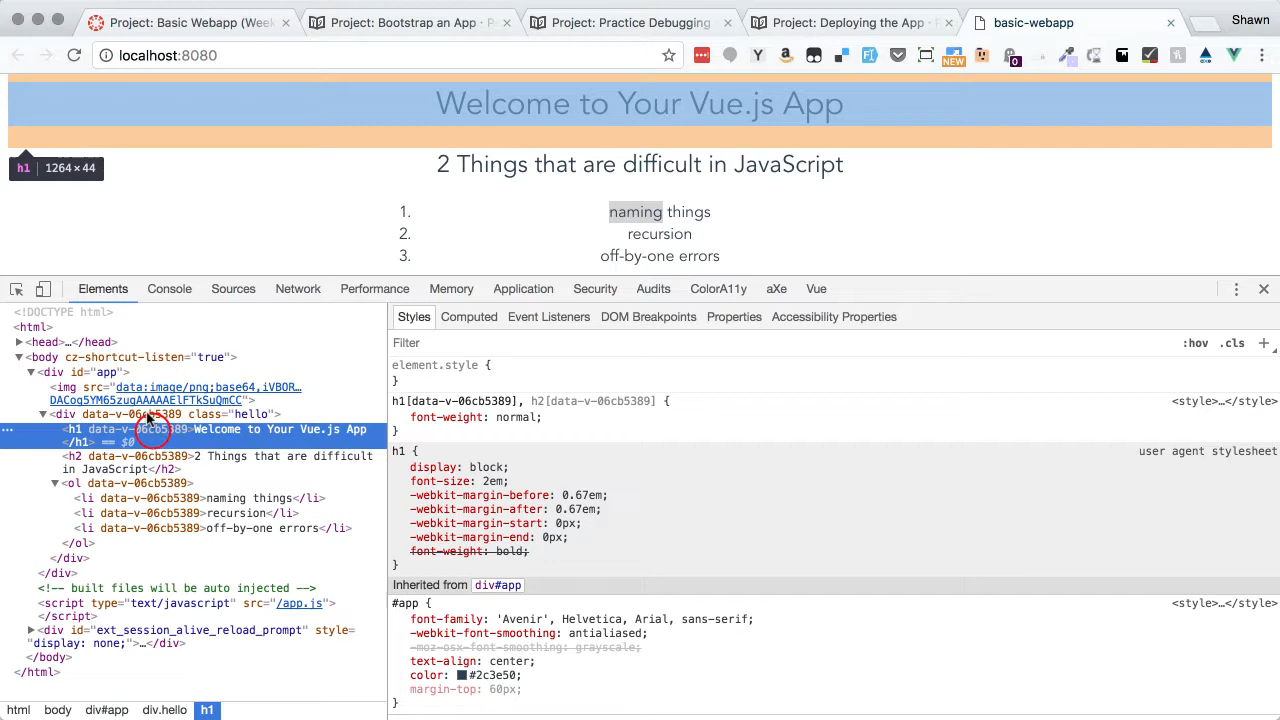 Project: Basic Webapp (Week
Project: Bootstrap an App · P
Project: Practice Debugging
Project: Deploying the App · P
basic-webapp
Shawn
localhost:8080
Y
NEW
0
Welcome to Your Vue.js App
h1 1264 × 44
2 Things that are difficult in JavaScript
1. naming things
2. recursion
3. off-by-one errors
Elements Console Sources Network Performance Memory Application Security Audits ColorA11y aXe Vue
<!DOCTYPE html>
<html>
<head>…</head>
<body cz-shortcut-listen="true">
<div id="app">
<img src="data:image/png;base64,iVBOR…
DACoq5YM65zuqAAAAAElFTkSuQmCC">
<div data-v-06cb5389 class="hello">
<h1 data-v-06cb5389>Welcome to Your Vue.js App
</h1> == $0
<h2 data-v-06cb5389>2 Things that are difficult
in JavaScript</h2>
<ol data-v-06cb5389>
<li data-v-06cb5389>naming things</li>
<li data-v-06cb5389>recursion</li>
<li data-v-06cb5389>off-by-one errors</li>
</ol>
</div>
</div>
<!-- built files will be auto injected -->
<script type="text/javascript" src="/app.js">
</script>
<div id="ext_session_alive_reload_prompt" style=
"display: none;">…</div>
</body>
</html>
html body div#app div.hello h1
Styles Computed Event Listeners DOM Breakpoints Properties Accessibility Properties
Filter :hov .cls +
element.style {
}
h1[data-v-06cb5389], h2[data-v-06cb5389] { <style>…</style>
font-weight: normal;
}
h1 { user agent stylesheet
display: block;
font-size: 2em;
-webkit-margin-before: 0.67em;
-webkit-margin-after: 0.67em;
-webkit-margin-start: 0px;
-webkit-margin-end: 0px;
font-weight: bold;
}
Inherited from div#app
#app { <style>…</style>
font-family: 'Avenir', Helvetica, Arial, sans-serif;
-webkit-font-smoothing: antialiased;
-moz-osx-font-smoothing: grayscale;
text-align: center;
color: #2c3e50;
margin-top: 60px;
}